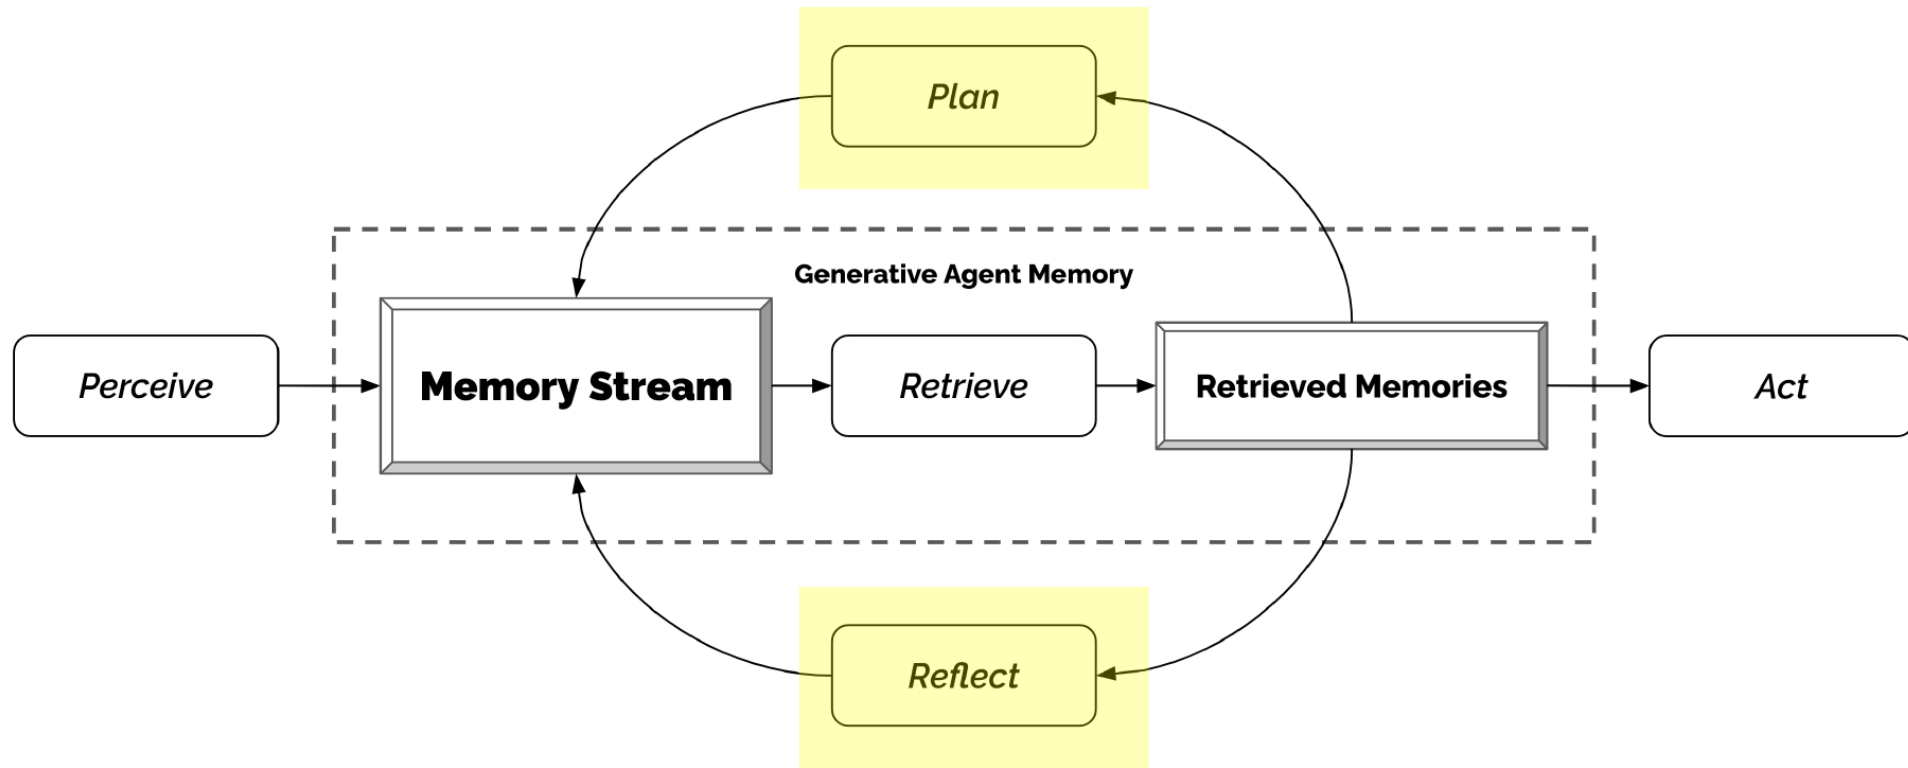 Plan
Generative Agent Memory
Perceive
Memory Stream
Retrieve
Retrieved Memories
Act
Reflect